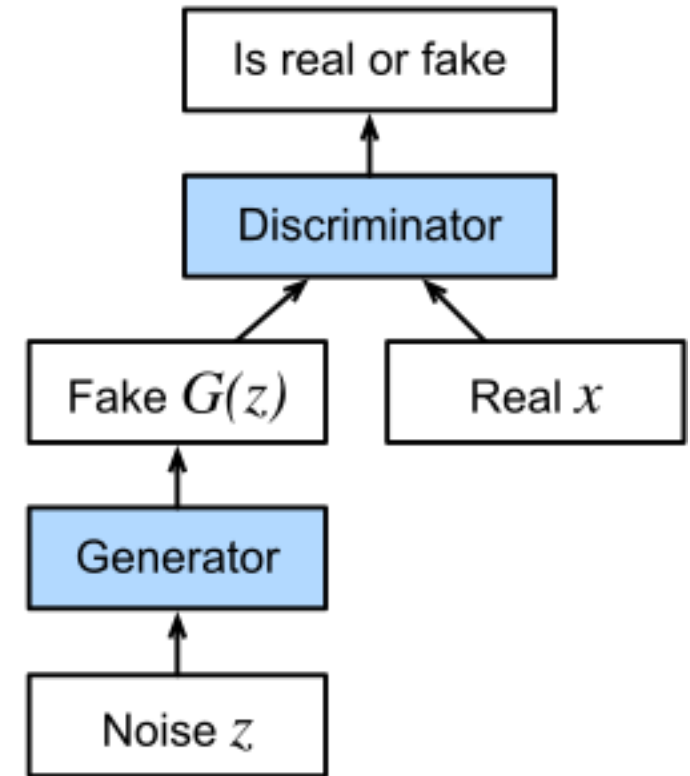 Is real or fake
Discriminator
Fake G(z)
Real x
Generator
Noise z